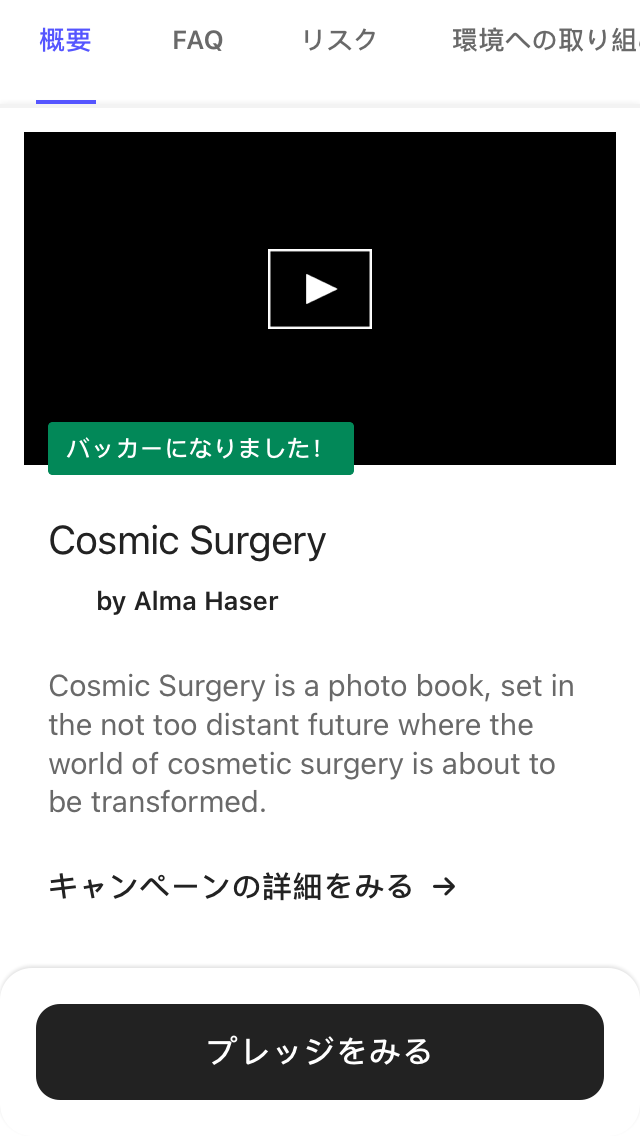 概要 FAQ リスク 環境への取り組
バッカーになりました!
Cosmic Surgery
by Alma Haser
Cosmic Surgery is a photo book, set in
the not too distant future where the
world of cosmetic surgery is about to
be transformed.
キャンペーンの詳細をみる →
プレッジをみる